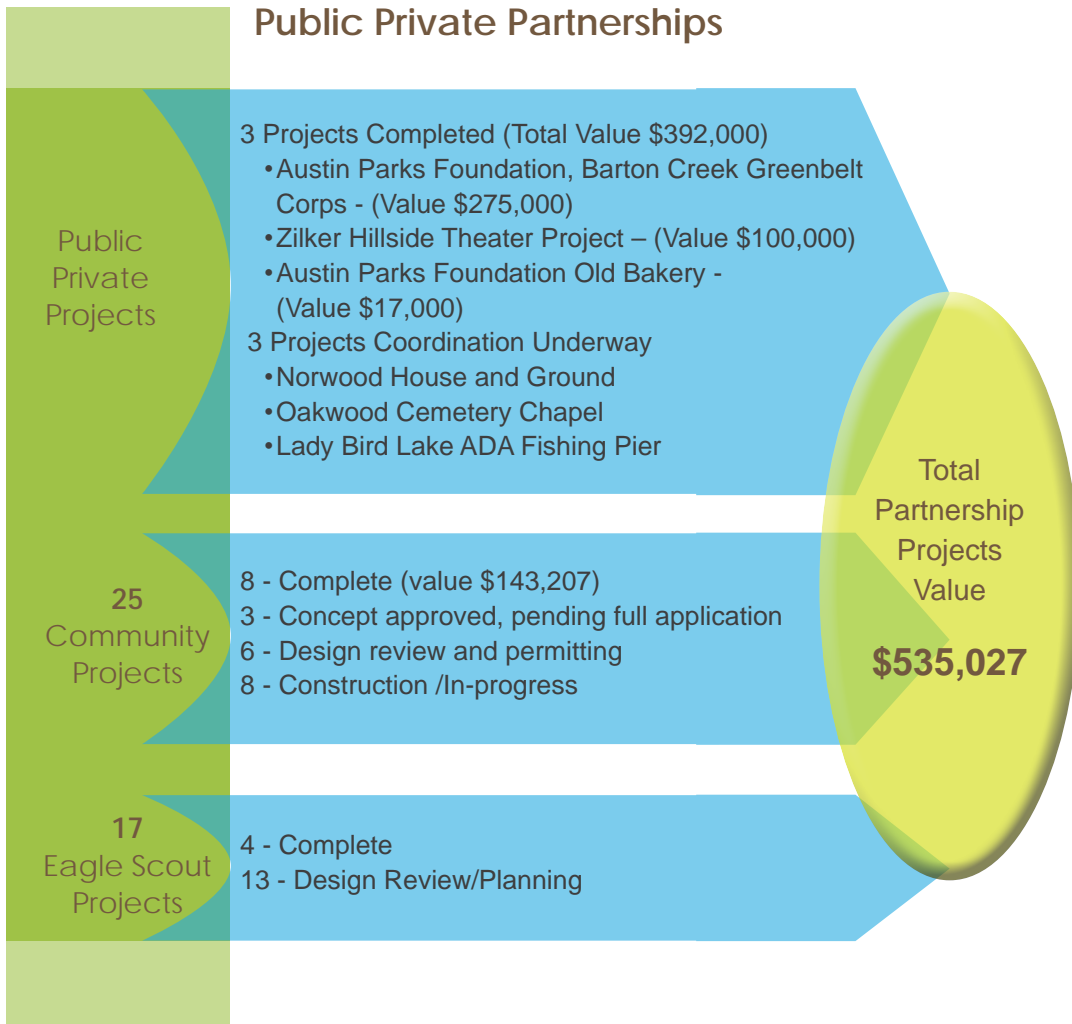 Public Private Partnerships
Public
Private
Projects
3 Projects Completed (Total Value $392,000)
•Austin Parks Foundation, Barton Creek Greenbelt
Corps - (Value $275,000)
•Zilker Hillside Theater Project – (Value $100,000)
•Austin Parks Foundation Old Bakery -
(Value $17,000)
3 Projects Coordination Underway
•Norwood House and Ground
•Oakwood Cemetery Chapel
•Lady Bird Lake ADA Fishing Pier
25
Community
Projects
8 - Complete (value $143,207)
3 - Concept approved, pending full application
6 - Design review and permitting
8 - Construction /In-progress
17
Eagle Scout
Projects
4 - Complete
13 - Design Review/Planning
Total
Partnership
Projects
Value
$535,027